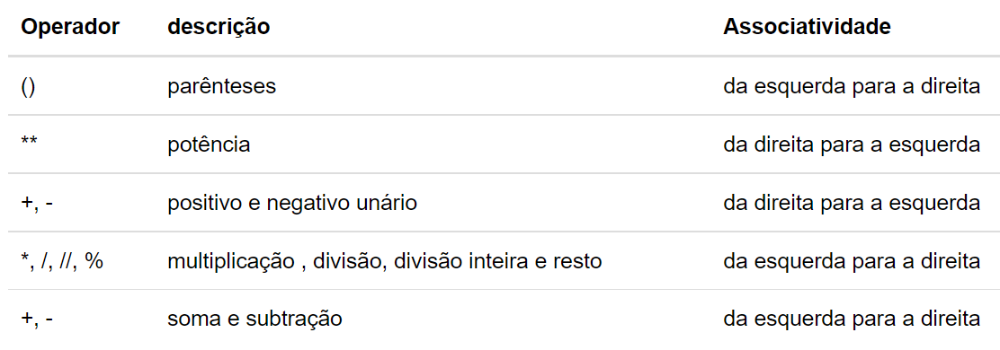 Operador descrição Associatividade
() parênteses da esquerda para a direita
** potência da direita para a esquerda
+, - positivo e negativo unário da direita para a esquerda
*, /, //, % multiplicação , divisão, divisão inteira e resto da esquerda para a direita
+, - soma e subtração da esquerda para a direita